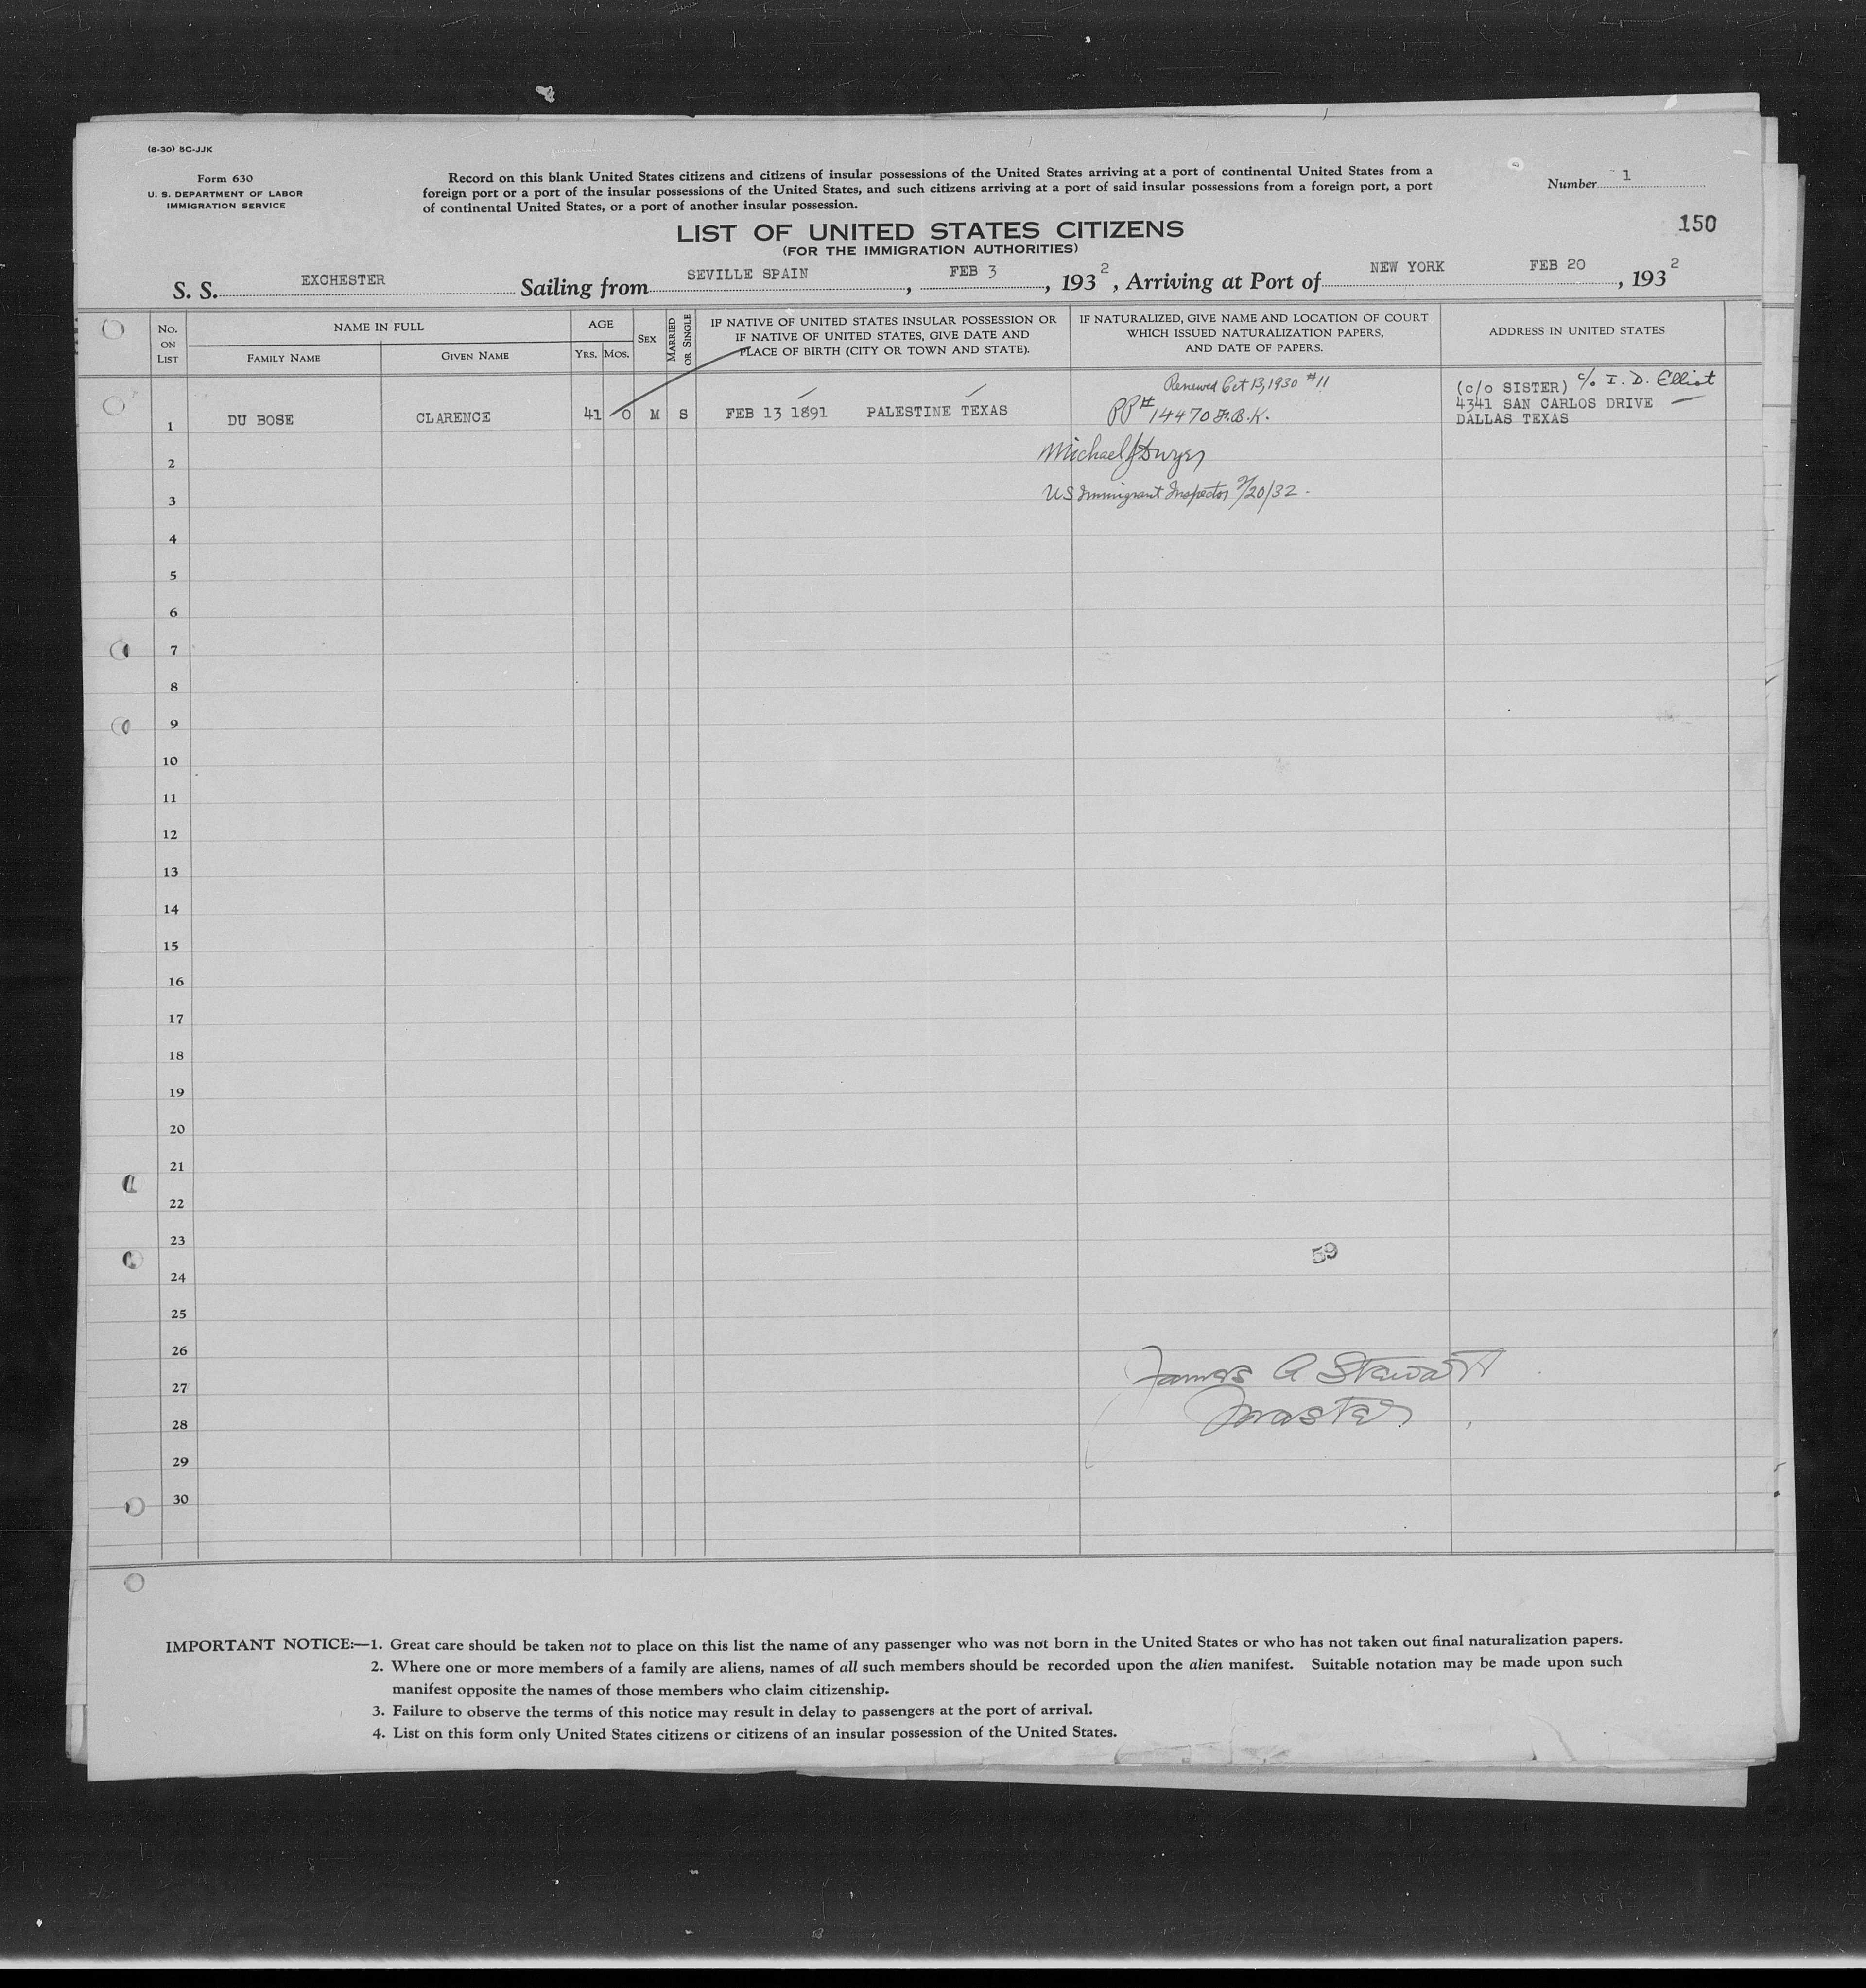 (8-30) BC-JJK
Form 630
U. S. DEPARTMENT OF LABOR
IMMIGRATION SERVICE
Record on this blank United States citizens and citizens of insular possessions of the United States arriving at a port of continental United States from a
foreign port or a port of the insular possessions of the United States, and such citizens arriving at a port of said insular possessions from a foreign port, a port
of continental United States, or a port of another insular possession.
Number 1
150
LIST OF UNITED STATES CITIZENS
(FOR THE IMMIGRATION AUTHORITIES)
S. S. EXCHESTER Sailing from SEVILLE SPAIN, FEB 3, 1932, Arriving at Port of NEW YORK FEB 20, 1932
No. ON LIST
NAME IN FULL
FAMILY NAME
GIVEN NAME
AGE
YRS. MOS.
SEX
MARRIED OR SINGLE
IF NATIVE OF UNITED STATES INSULAR POSSESSION OR
IF NATIVE OF UNITED STATES, GIVE DATE AND
PLACE OF BIRTH (CITY OR TOWN AND STATE).
IF NATURALIZED, GIVE NAME AND LOCATION OF COURT
WHICH ISSUED NATURALIZATION PAPERS,
AND DATE OF PAPERS.
ADDRESS IN UNITED STATES
Renewed Oct 13, 1930 #11
(c/o SISTER) c/o I. D. Elliot
4341 SAN CARLOS DRIVE
DALLAS TEXAS
1 DU BOSE CLARENCE 41 0 M S FEB 13 1891 PALESTINE TEXAS PP# 14470 F.B.K.
2 Michael J Dwyer
3 US Immigrant Inspector 2/20/32.
4
5
6
7
8
9
10
11
12
13
14
15
16
17
18
19
20
21
22
23
59
24
25
26
James A Stewart
27
Master
28
29
30
IMPORTANT NOTICE:—1. Great care should be taken not to place on this list the name of any passenger who was not born in the United States or who has not taken out final naturalization papers.
2. Where one or more members of a family are aliens, names of all such members should be recorded upon the alien manifest. Suitable notation may be made upon such
manifest opposite the names of those members who claim citizenship.
3. Failure to observe the terms of this notice may result in delay to passengers at the port of arrival.
4. List on this form only United States citizens or citizens of an insular possession of the United States.